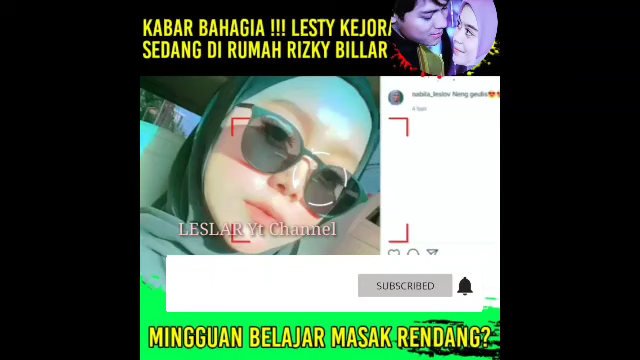 KABAR BAHAGIA !!! LESTY KEJORA
SEDANG DI RUMAH RIZKY BILLAR
nabila_leslov Neng geulis😍
LESLAR Yt Channel
SUBSCRIBED
MINGGUAN BELAJAR MASAK RENDANG?